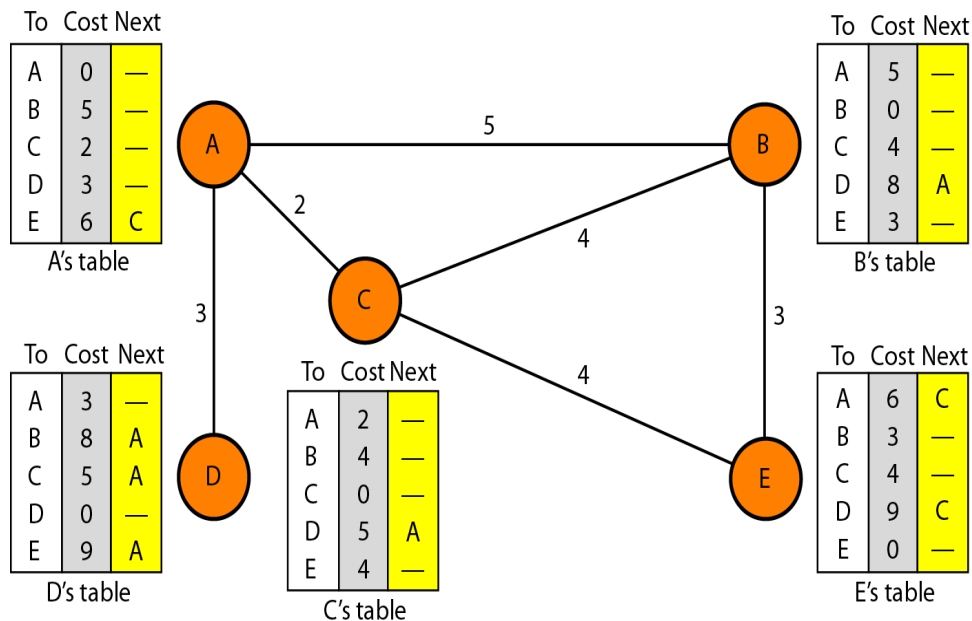 To Cost Next
A 0 —
B 5 —
C 2 —
D 3 —
E 6 C
A's table
To Cost Next
A 5 —
B 0 —
C 4 —
D 8 A
E 3 —
B's table
A
5
B
2
4
C
3
3
4
D
E
To Cost Next
A 3 —
B 8 A
C 5 A
D 0 —
E 9 A
D's table
To Cost Next
A 2 —
B 4 —
C 0 —
D 5 A
E 4 —
C's table
To Cost Next
A 6 C
B 3 —
C 4 —
D 9 C
E 0 —
E's table